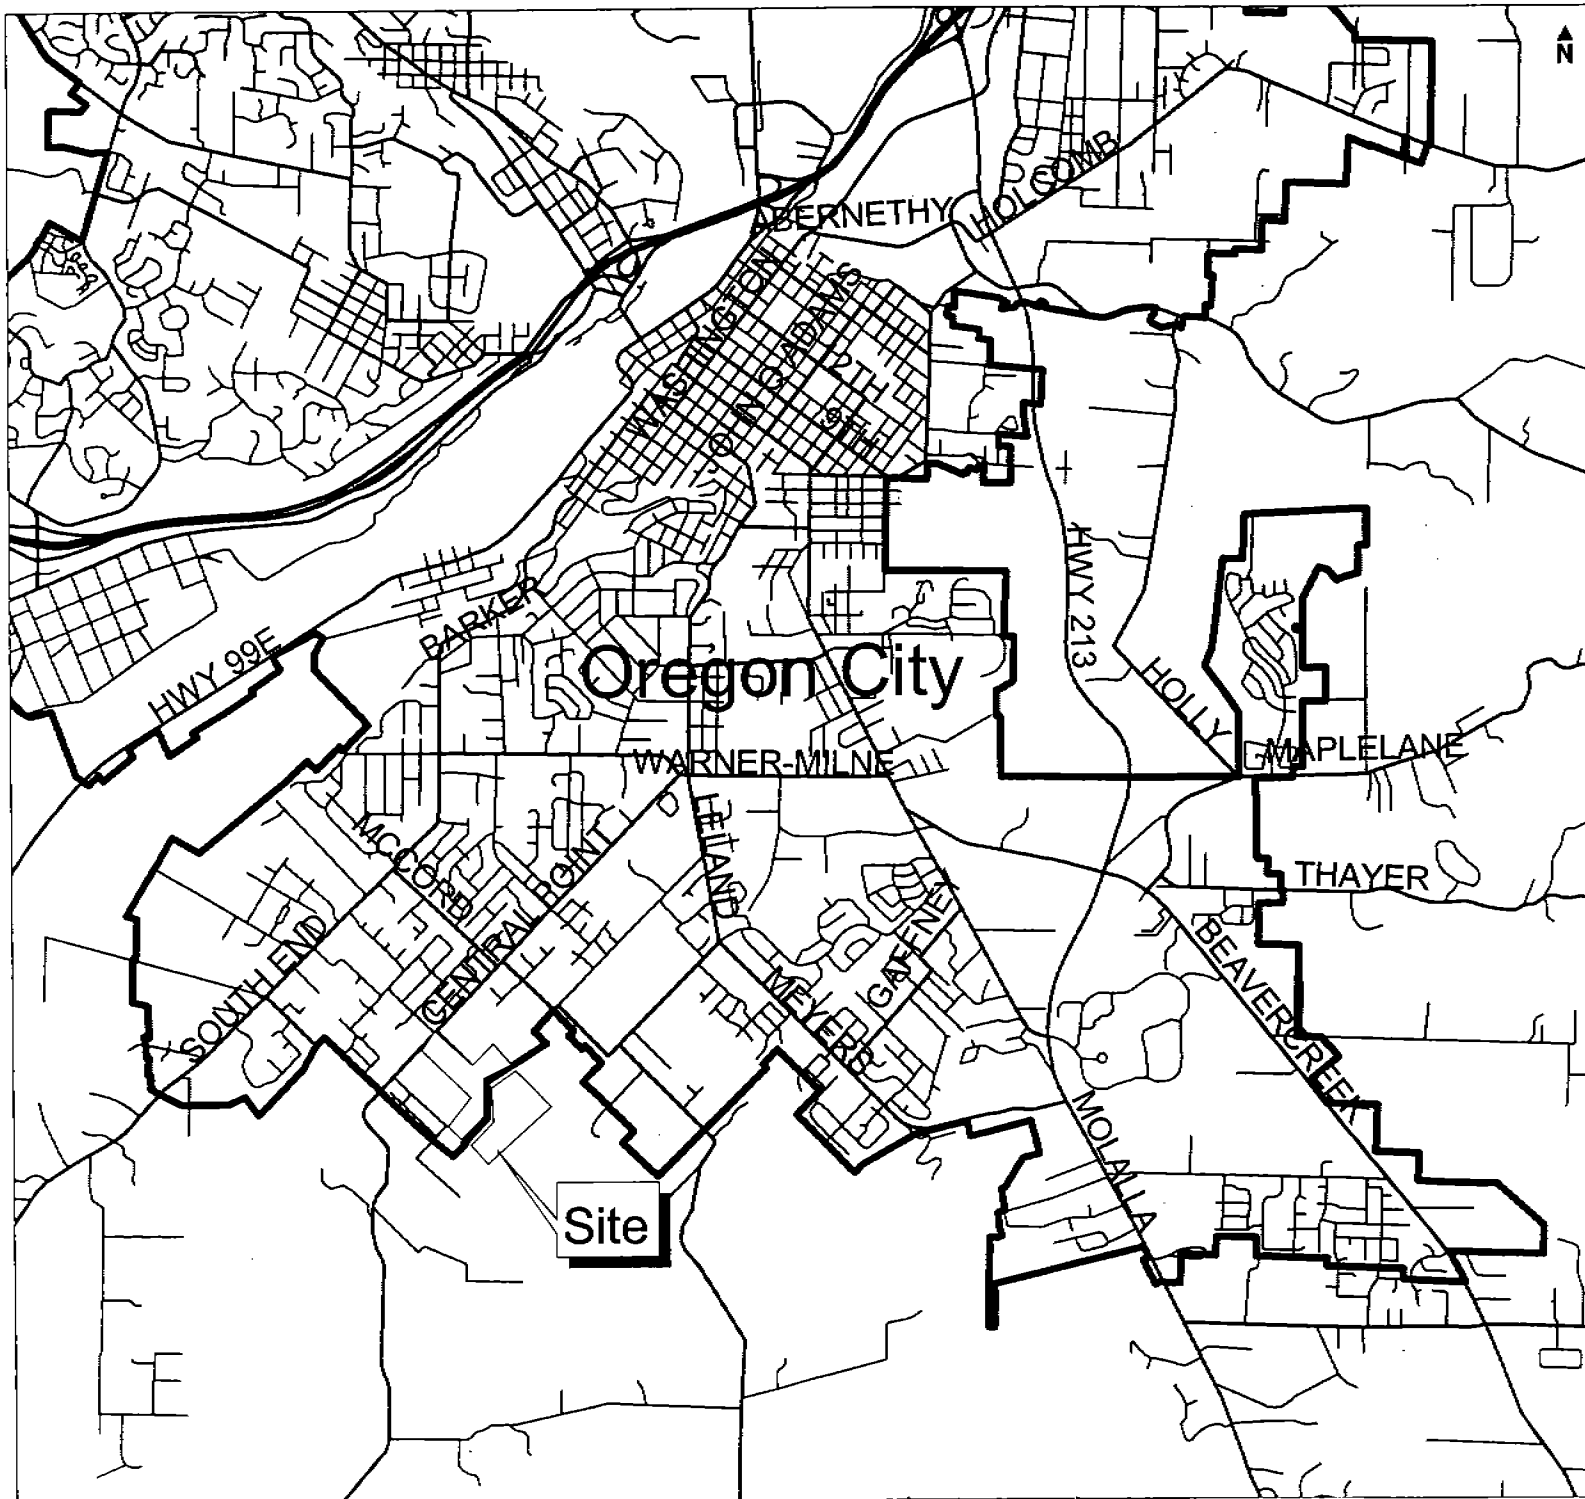 N
HOLCOMB
ABERNETHY
WASHINGTON
ADAMS
12TH
9TH
HWY 213
BARKER
HWY 99E
Oregon City
HOLLY
WARNER-MILNE
MAPLELANE
MCCORD
LELAND
CENTRAL POINT
THAYER
GAFFNEY
SOUTH END
BEAVERCREEK
MEYERS
MOLALLA
Site